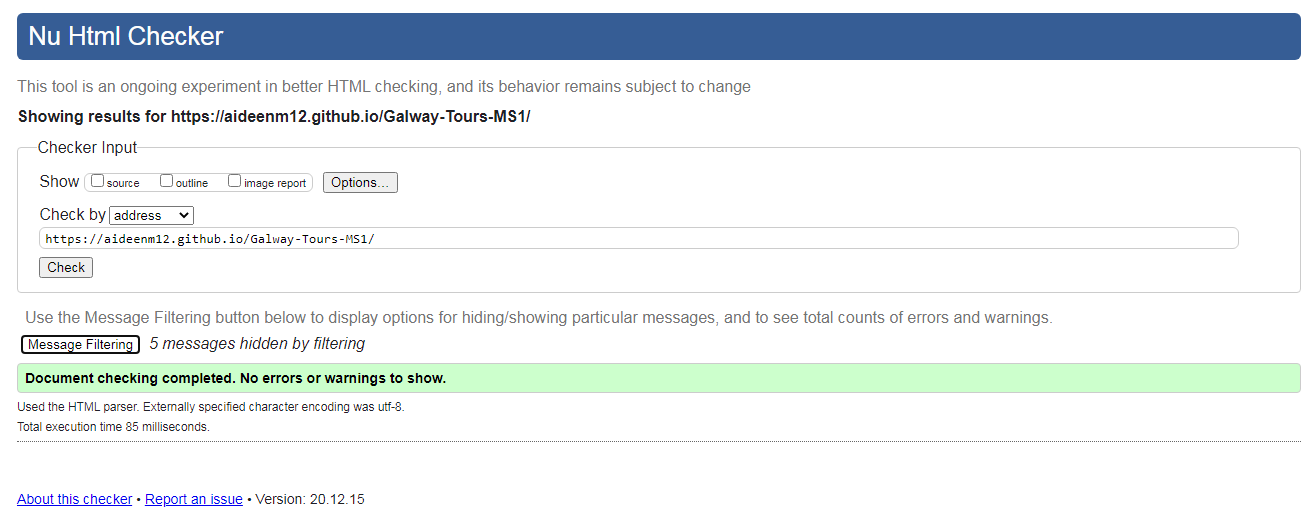 Nu Html Checker
This tool is an ongoing experiment in better HTML checking, and its behavior remains subject to change
Showing results for https://aideenm12.github.io/Galway-Tours-MS1/
Checker Input
Show source outline image report Options...
Check by address
https://aideenm12.github.io/Galway-Tours-MS1/
Check
Use the Message Filtering button below to display options for hiding/showing particular messages, and to see total counts of errors and warnings.
Message Filtering 5 messages hidden by filtering
Document checking completed. No errors or warnings to show.
Used the HTML parser. Externally specified character encoding was utf-8.
Total execution time 85 milliseconds.
About this checker • Report an issue • Version: 20.12.15